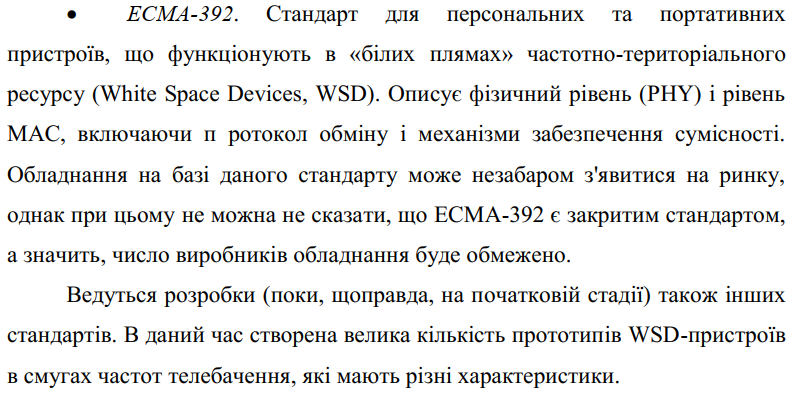 • ECMA-392. Стандарт для персональних та портативних
пристроїв, що функціонують в «білих плямах» частотно-територіального
ресурсу (White Space Devices, WSD). Описує фізичний рівень (PHY) і рівень
MAC, включаючи п ротокол обміну і механізми забезпечення сумісності.
Обладнання на базі даного стандарту може незабаром з'явитися на ринку,
однак при цьому не можна не сказати, що ECMA-392 є закритим стандартом,
а значить, число виробників обладнання буде обмежено.
Ведуться розробки (поки, щоправда, на початковій стадії) також інших
стандартів. В даний час створена велика кількість прототипів WSD-пристроїв
в смугах частот телебачення, які мають різні характеристики.